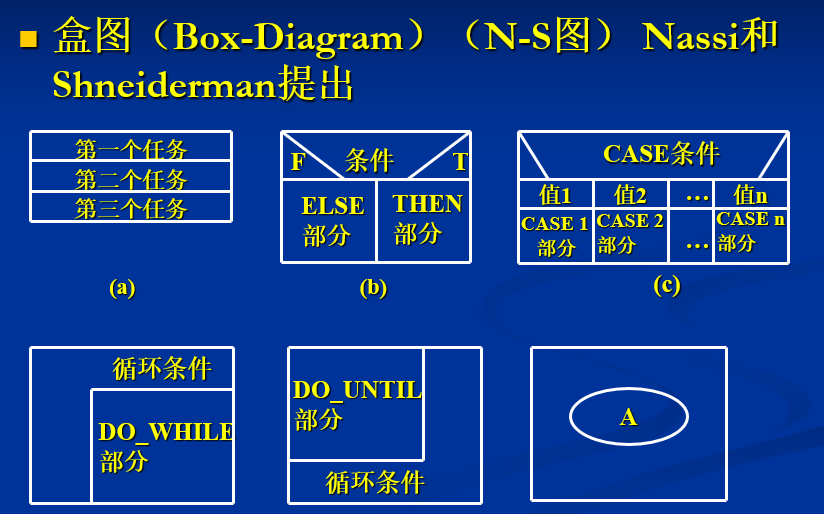 盒图（Box-Diagram）（N-S图） Nassi和
Shneiderman提出
第一个任务
第二个任务
第三个任务
(a)
F 条件 T
ELSE
部分
THEN
部分
(b)
CASE条件
值1 值2 … 值n
CASE 1
部分
CASE 2
部分
…
CASE n
部分
(c)
循环条件
DO_WHILE
部分
DO_UNTIL
部分
循环条件
A